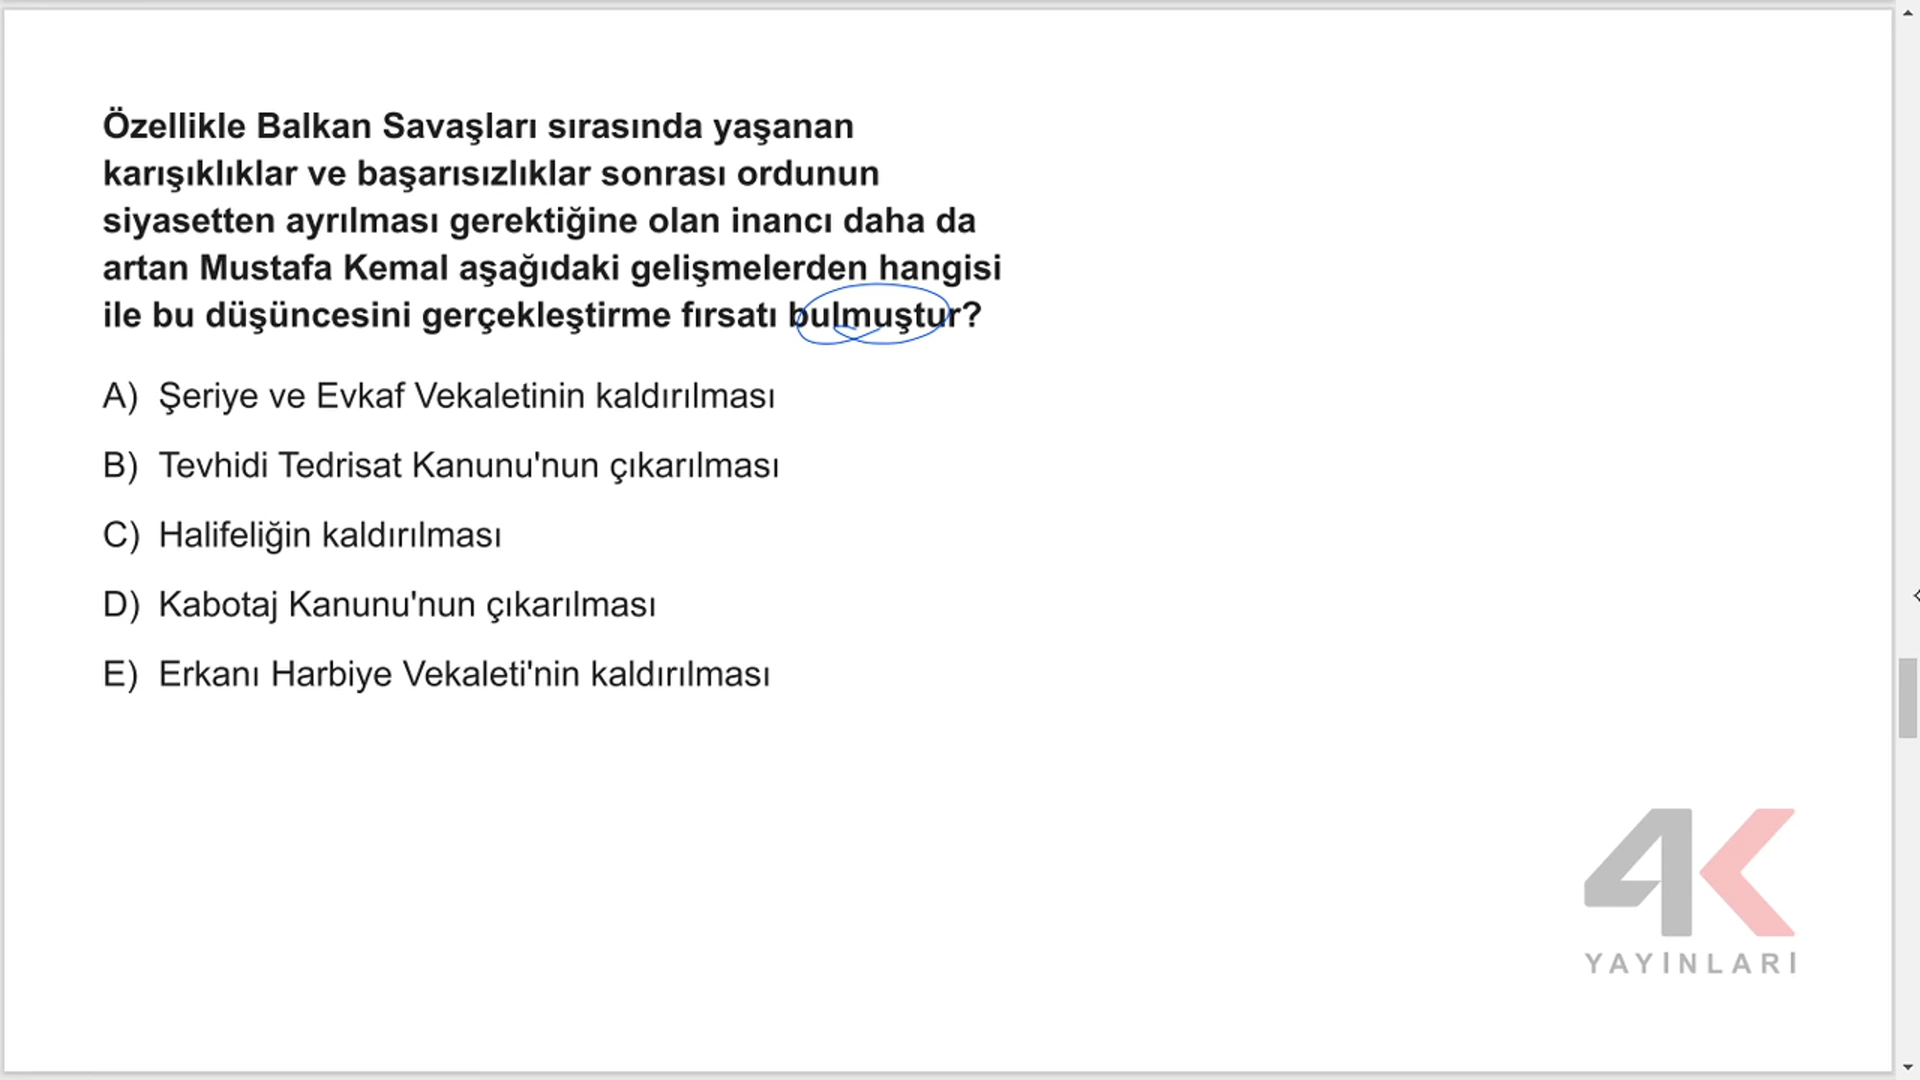 Özellikle Balkan Savaşları sırasında yaşanan
karışıklıklar ve başarısızlıklar sonrası ordunun
siyasetten ayrılması gerektiğine olan inancı daha da
artan Mustafa Kemal aşağıdaki gelişmelerden hangisi
ile bu düşüncesini gerçekleştirme fırsatı bulmuştur?
A) Şeriye ve Evkaf Vekaletinin kaldırılması
B) Tevhidi Tedrisat Kanunu'nun çıkarılması
C) Halifeliğin kaldırılması
D) Kabotaj Kanunu'nun çıkarılması
E) Erkanı Harbiye Vekaleti'nin kaldırılması
4K
YAYINLARI